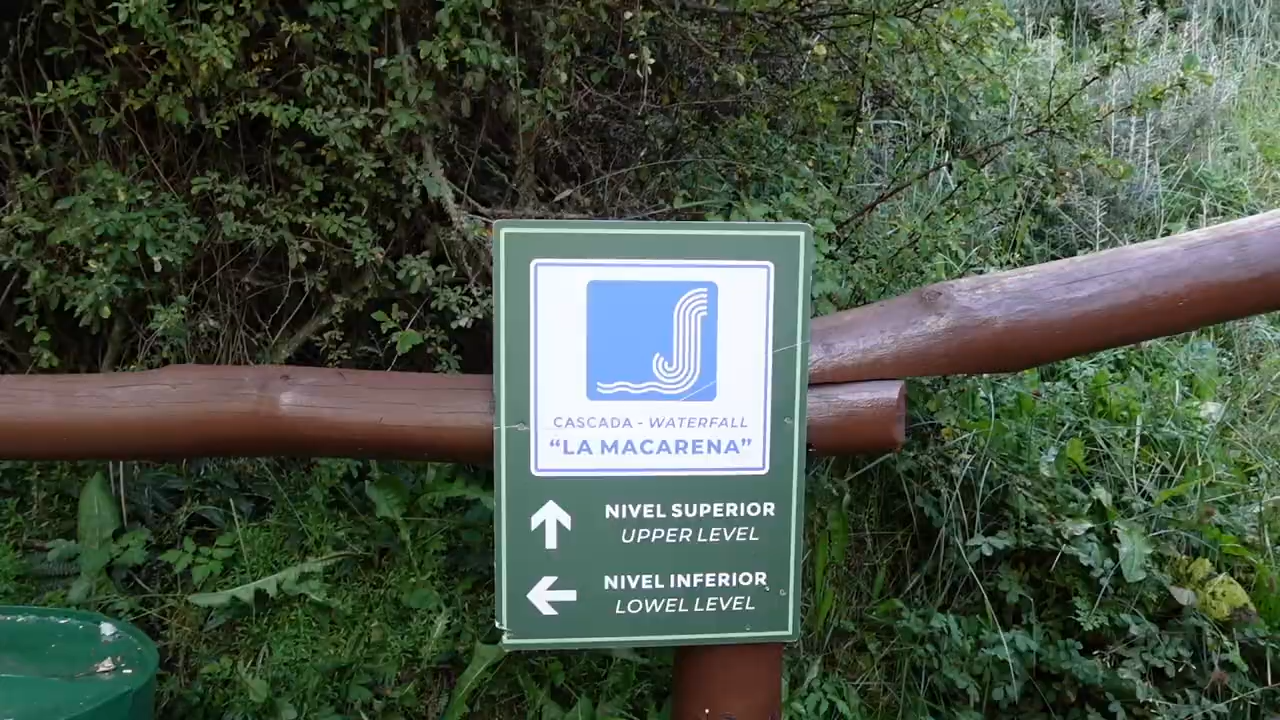 CASCADA - WATERFALL
“LA MACARENA”
NIVEL SUPERIOR
UPPER LEVEL
NIVEL INFERIOR
LOWEL LEVEL